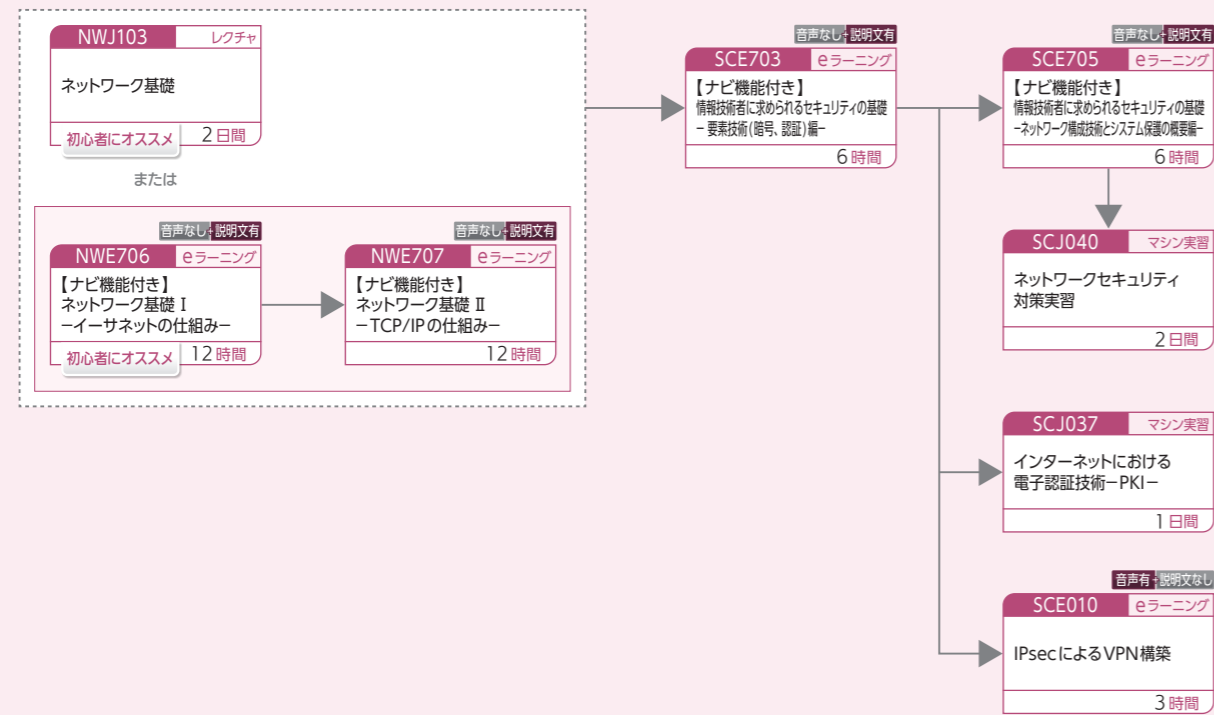 NWJ103 レクチャ
ネットワーク基礎
初心者にオススメ 2日間
または
音声なし・説明文有
NWE706 eラーニング
【ナビ機能付き】
ネットワーク基礎 Ⅰ
−イーサネットの仕組み−
初心者にオススメ 12時間
音声なし・説明文有
NWE707 eラーニング
【ナビ機能付き】
ネットワーク基礎 Ⅱ
−TCP/IPの仕組み−
12時間
音声なし・説明文有
SCE703 eラーニング
【ナビ機能付き】
情報技術者に求められるセキュリティの基礎
− 要素技術(暗号、認証)編−
6時間
音声なし・説明文有
SCE705 eラーニング
【ナビ機能付き】
情報技術者に求められるセキュリティの基礎
−ネットワーク構成技術とシステム保護の概要編−
6時間
SCJ040 マシン実習
ネットワークセキュリティ
対策実習
2日間
SCJ037 マシン実習
インターネットにおける
電子認証技術−PKI−
1日間
音声有・説明文なし
SCE010 eラーニング
IPsecによるVPN構築
3時間